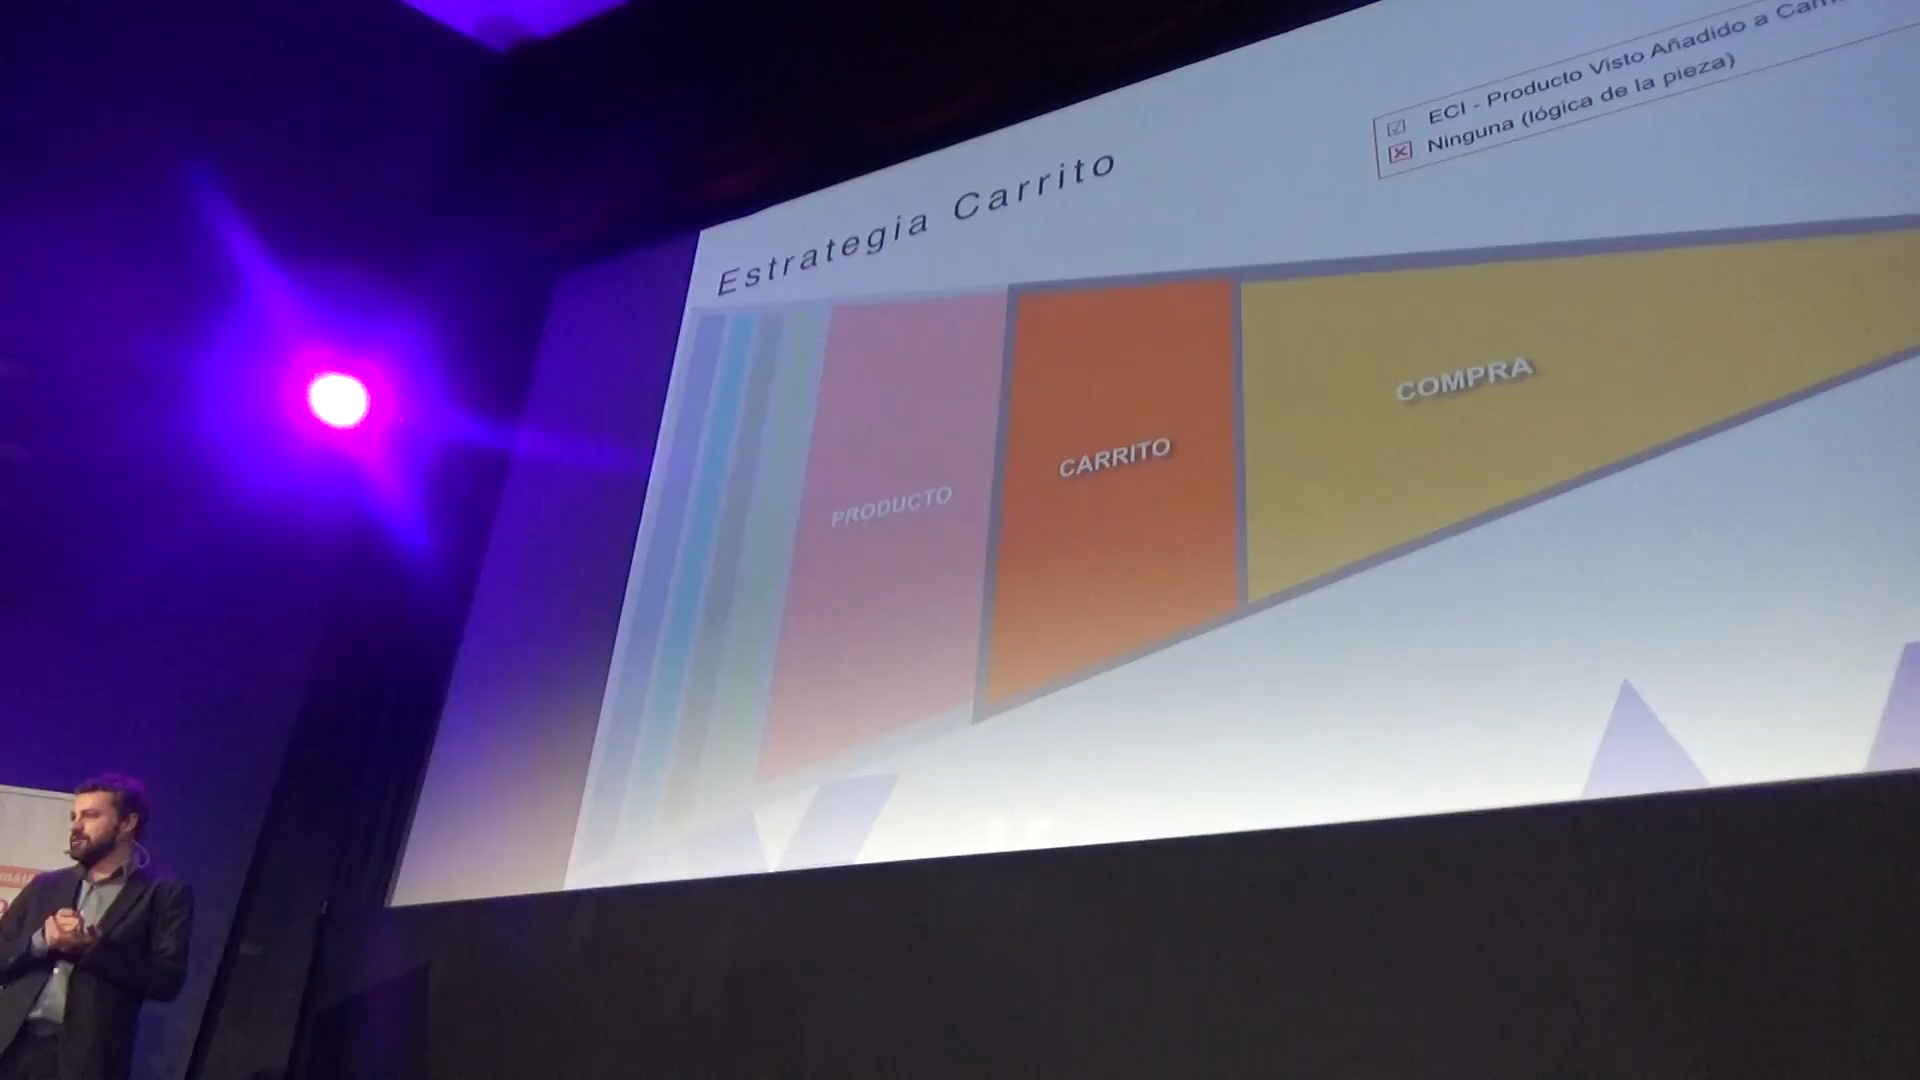 ECI - Producto Visto Añadido a
Ninguna (lógica de la pieza)
Estrategia Carrito
PRODUCTO
CARRITO
COMPRA